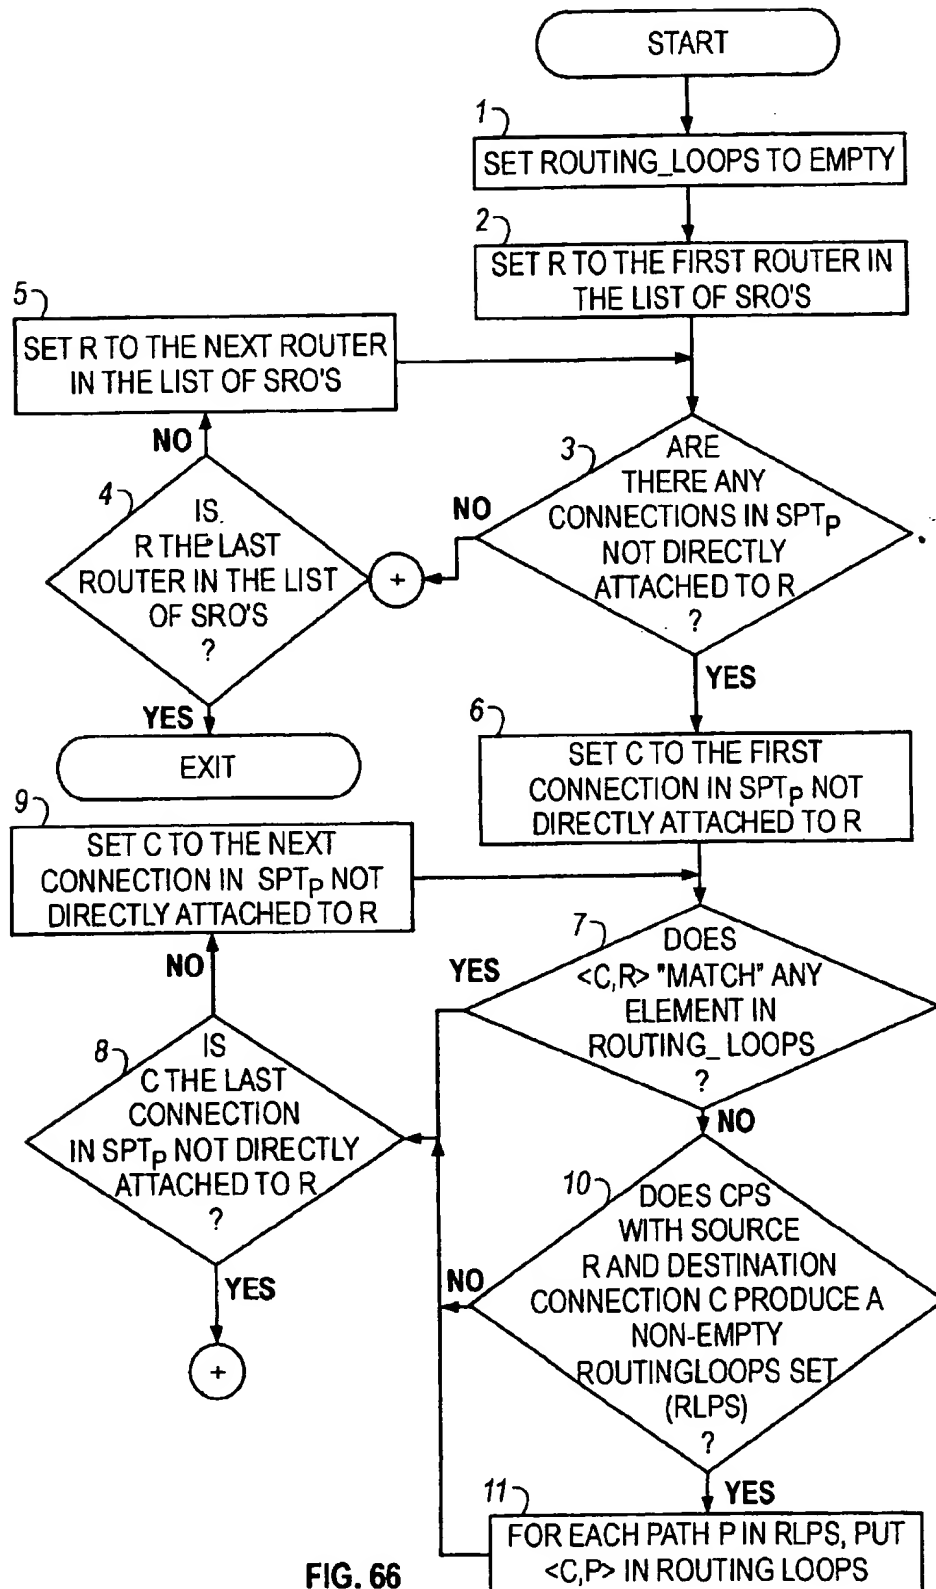 START
1
SET ROUTING_LOOPS TO EMPTY
2
SET R TO THE FIRST ROUTER IN
THE LIST OF SRO'S
5
SET R TO THE NEXT ROUTER
IN THE LIST OF SRO'S
NO
3
ARE
THERE ANY
CONNECTIONS IN SPTP
NOT DIRECTLY
ATTACHED TO R
?
NO
4
IS
R THE LAST
ROUTER IN THE LIST
OF SRO'S
?
+
YES
EXIT
YES
6
SET C TO THE FIRST
CONNECTION IN SPTP NOT
DIRECTLY ATTACHED TO R
9
SET C TO THE NEXT
CONNECTION IN SPTP NOT
DIRECTLY ATTACHED TO R
NO
7
DOES
<C,R> "MATCH" ANY
ELEMENT IN
ROUTING_ LOOPS
?
YES
NO
8
IS
C THE LAST
CONNECTION
IN SPTP NOT DIRECTLY
ATTACHED TO R
?
YES
+
10
DOES CPS
WITH SOURCE
R AND DESTINATION
CONNECTION C PRODUCE A
NON-EMPTY
ROUTINGLOOPS SET
(RLPS)
?
NO
YES
11
FOR EACH PATH P IN RLPS, PUT
<C,P> IN ROUTING LOOPS
FIG. 66